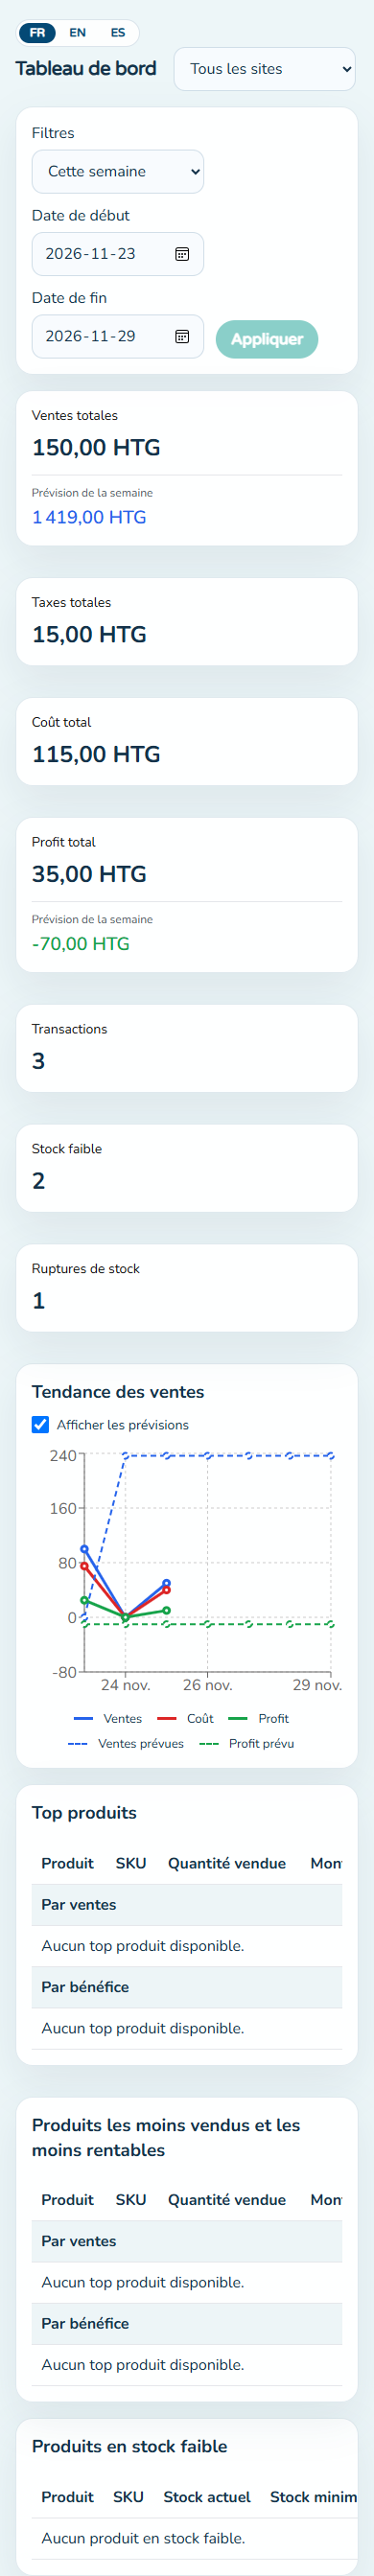 FR EN ES
Tableau de bord Tous les sites
Filtres
Cette semaine
Date de début
2026-11-23
Date de fin
2026-11-29 Appliquer
Ventes totales
150,00 HTG
Prévision de la semaine
1 419,00 HTG
Taxes totales
15,00 HTG
Coût total
115,00 HTG
Profit total
35,00 HTG
Prévision de la semaine
-70,00 HTG
Transactions
3
Stock faible
2
Ruptures de stock
1
Tendance des ventes
Afficher les prévisions
240
160
80
0
-80
24 nov. 26 nov. 29 nov.
Ventes Coût Profit
Ventes prévues Profit prévu
Top produits
Produit SKU Quantité vendue Mon
Par ventes
Aucun top produit disponible.
Par bénéfice
Aucun top produit disponible.
Produits les moins vendus et les
moins rentables
Produit SKU Quantité vendue Mon
Par ventes
Aucun top produit disponible.
Par bénéfice
Aucun top produit disponible.
Produits en stock faible
Produit SKU Stock actuel Stock minim
Aucun produit en stock faible.